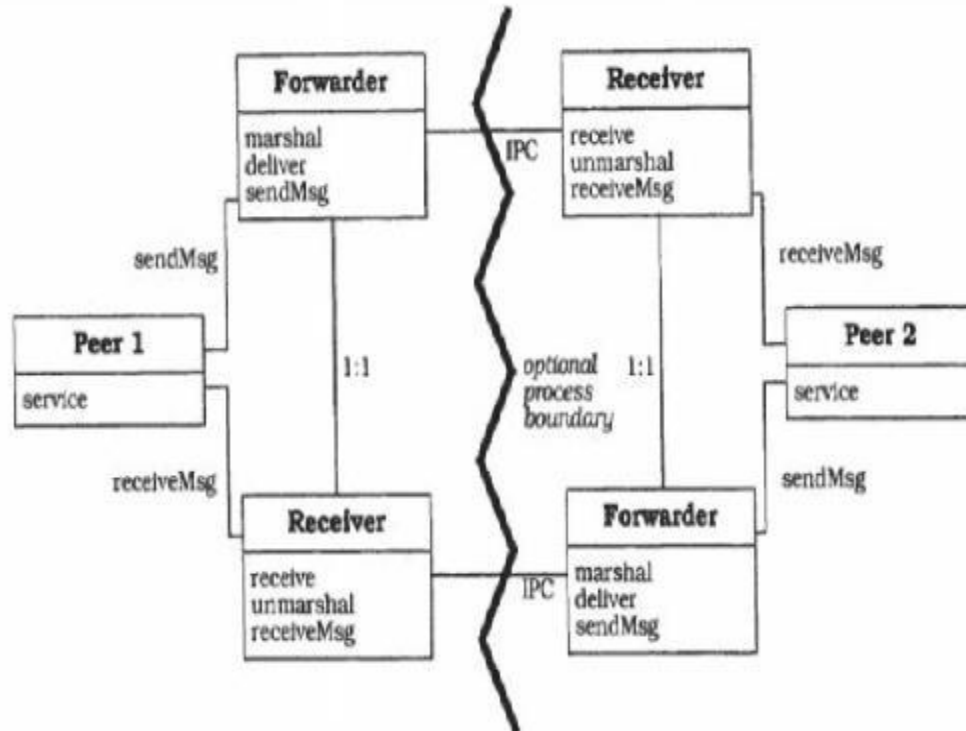 Forwarder
marshal
deliver
sendMsg
Receiver
receive
unmarshal
receiveMsg
IPC
sendMsg
receiveMsg
Peer 1
service
1:1
optional
process
boundary
1:1
Peer 2
service
receiveMsg
sendMsg
Receiver
receive
unmarshal
receiveMsg
IPC
Forwarder
marshal
deliver
sendMsg